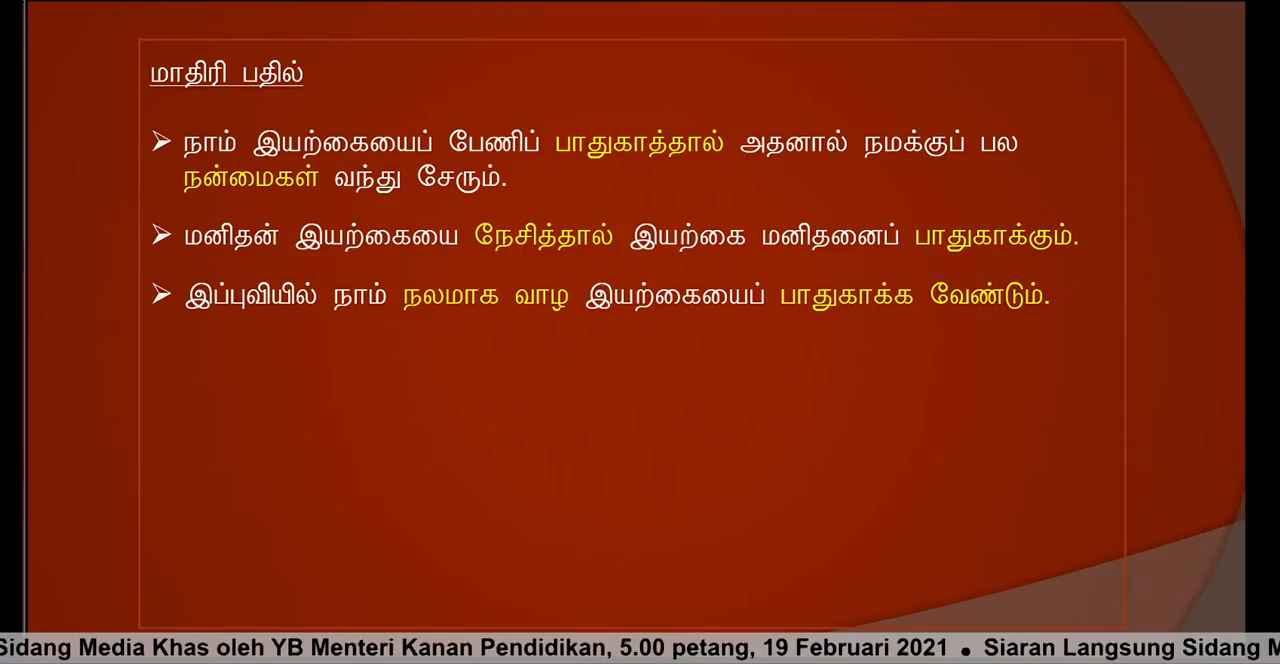 மாதிரி பதில்
➢ நாம் இயற்கையைப் பேணிப் பாதுகாத்தால் அதனால் நமக்குப் பல
நன்மைகள் வந்து சேரும்.
➢ மனிதன் இயற்கையை நேசித்தால் இயற்கை மனிதனைப் பாதுகாக்கும்.
➢ இப்புவியில் நாம் நலமாக வாழ இயற்கையைப் பாதுகாக்க வேண்டும்.
Sidang Media Khas oleh YB Menteri Kanan Pendidikan, 5.00 petang, 19 Februari 2021 ● Siaran Langsung Sidang M